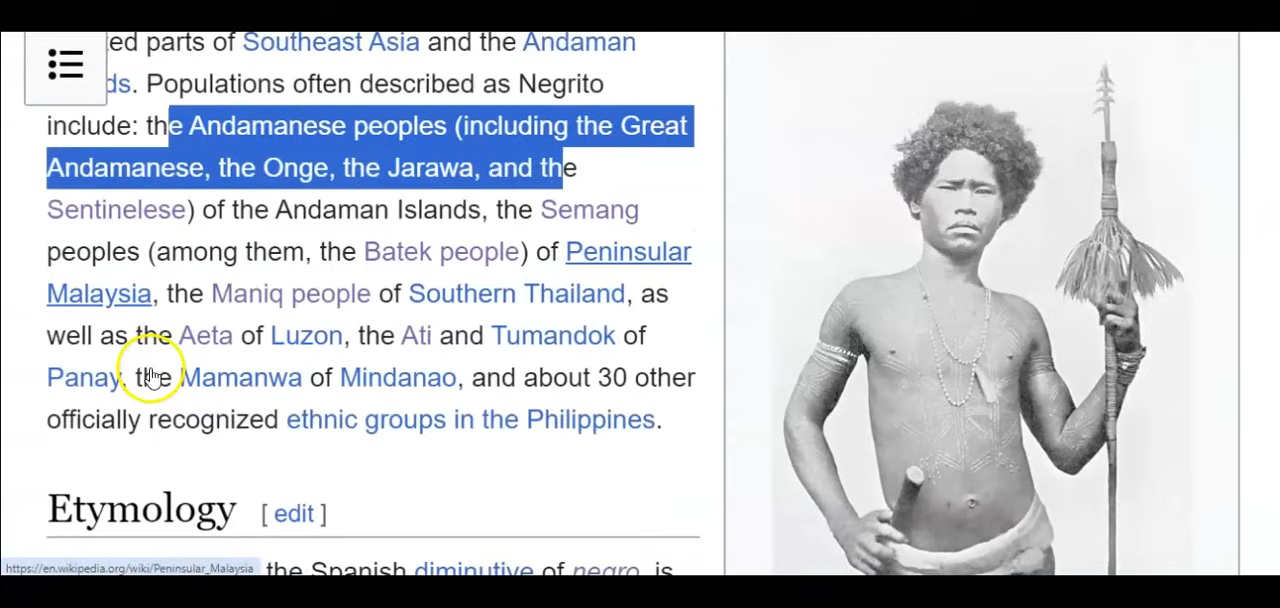 ed parts of Southeast Asia and the Andaman
ds. Populations often described as Negrito
include: the Andamanese peoples (including the Great
Andamanese, the Onge, the Jarawa, and the
Sentinelese) of the Andaman Islands, the Semang
peoples (among them, the Batek people) of Peninsular
Malaysia, the Maniq people of Southern Thailand, as
well as the Aeta of Luzon, the Ati and Tumandok of
Panay, the Mamanwa of Mindanao, and about 30 other
officially recognized ethnic groups in the Philippines.
Etymology [ edit ]
the Spanish diminutive of negro, is
https://en.wikipedia.org/wiki/Peninsular_Malaysia